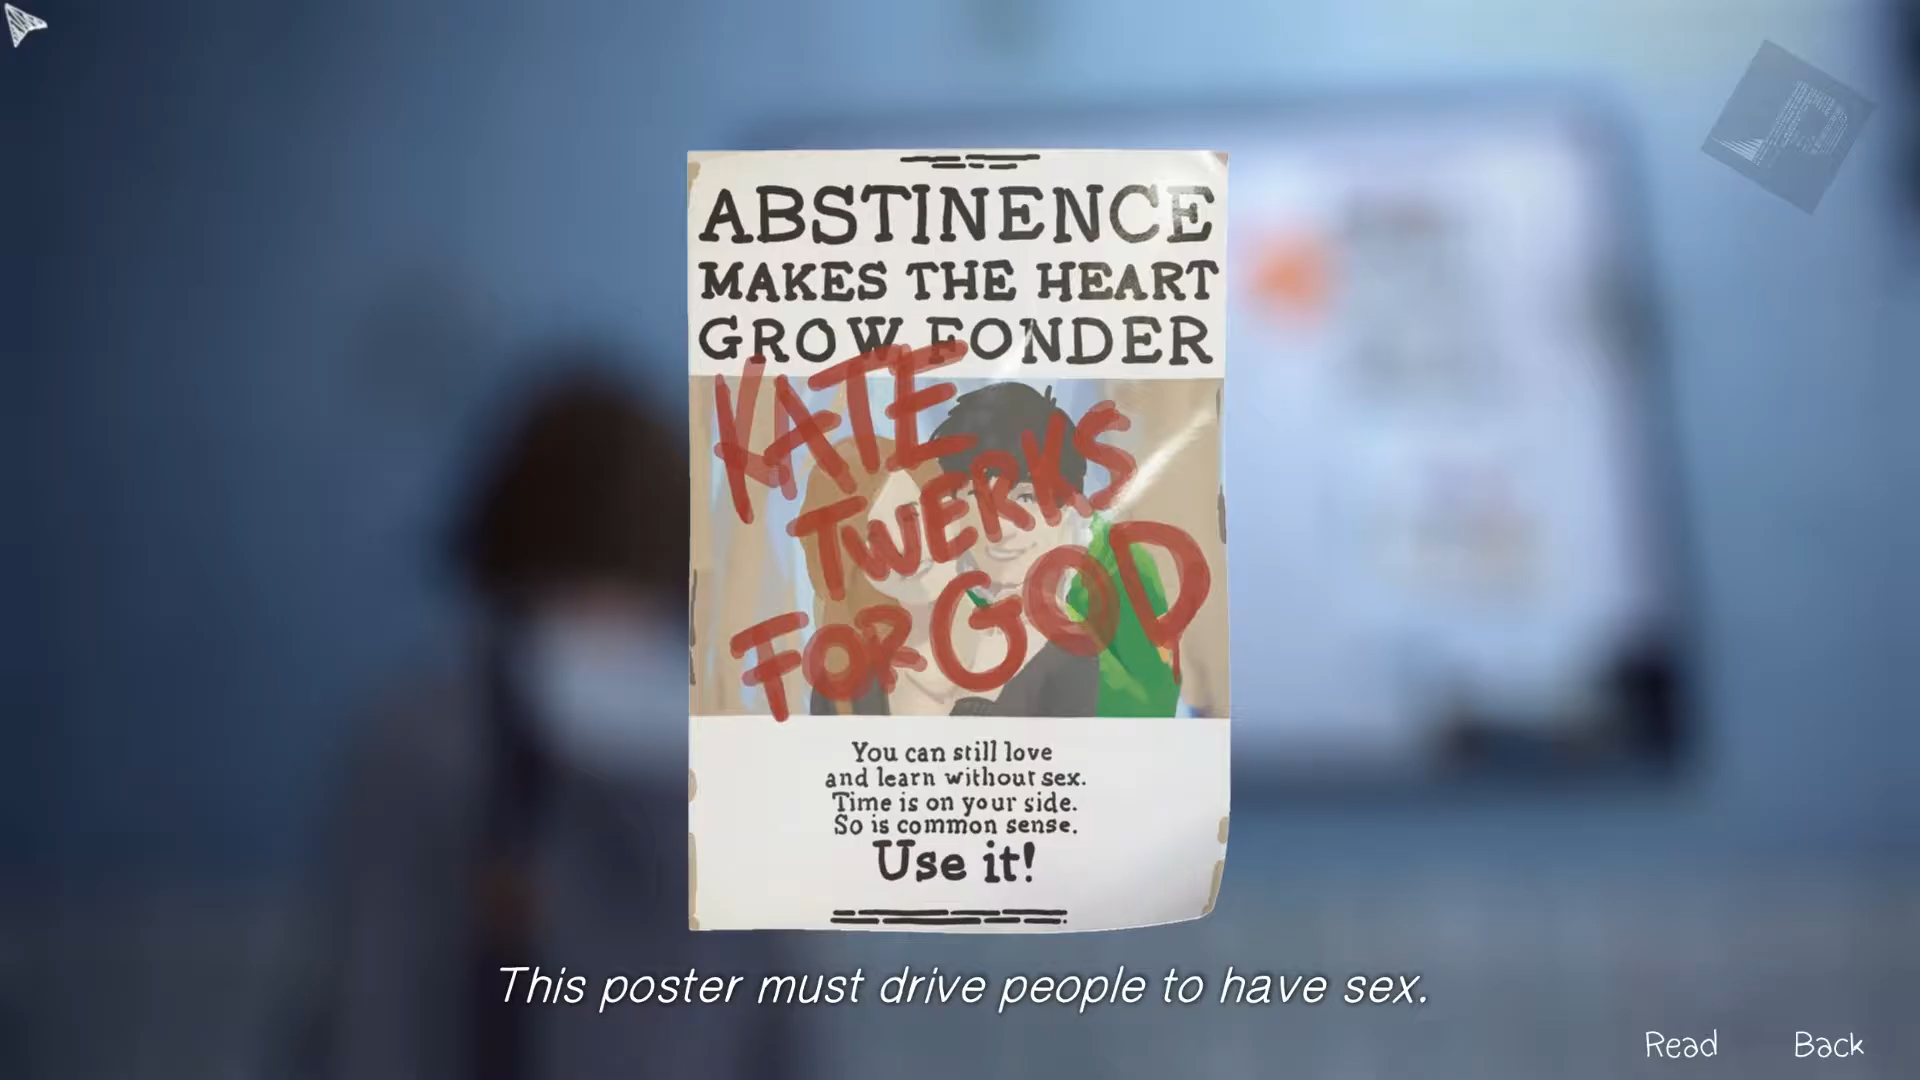 ABSTINENCE
MAKES THE HEART
GROW FONDER
KATE
TWERKS
FOR GOD
You can still love
and learn without sex.
Time is on your side.
So is common sense.
Use it!
This poster must drive people to have sex.
Read Back